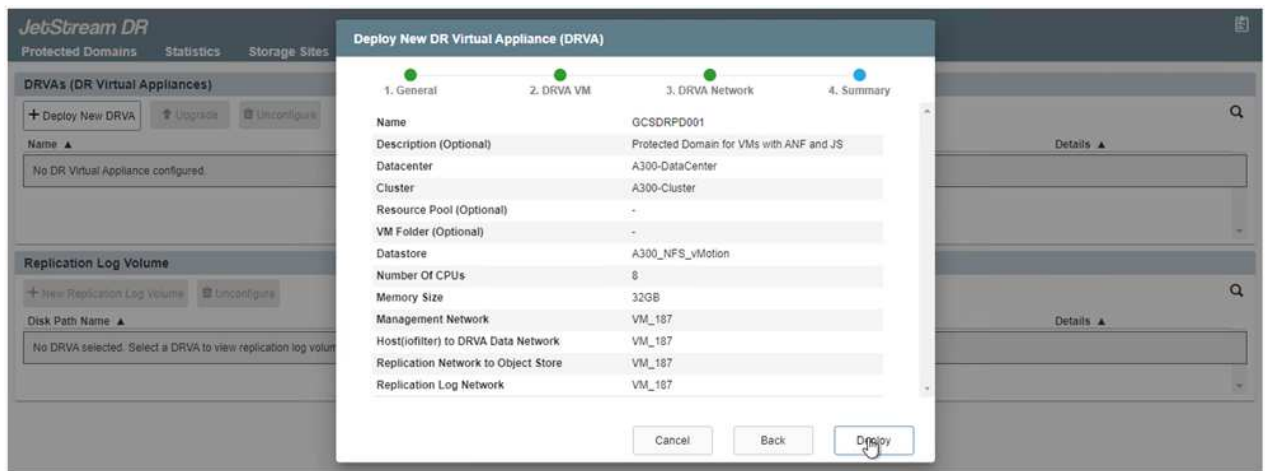 JetStream DR
Protected Domains Statistics Storage Sites
Deploy New DR Virtual Appliance (DRVA)
1. General 2. DRVA VM 3. DRVA Network 4. Summary
DRVAs (DR Virtual Appliances)
+ Deploy New DRVA Upgrade Unconfigure
Name ▲ Details ▲
No DR Virtual Appliance configured.
Replication Log Volume
+ New Replication Log Volume Unconfigure
Disk Path Name ▲ Details ▲
No DRVA selected. Select a DRVA to view replication log
Name GCSDRPD001
Description (Optional) Protected Domain for VMs with ANF and JS
Datacenter A300-DataCenter
Cluster A300-Cluster
Resource Pool (Optional) -
VM Folder (Optional) -
Datastore A300_NFS_vMotion
Number Of CPUs 8
Memory Size 32GB
Management Network VM_187
Host(iofilter) to DRVA Data Network VM_187
Replication Network to Object Store VM_187
Replication Log Network VM_187
Cancel Back Deploy